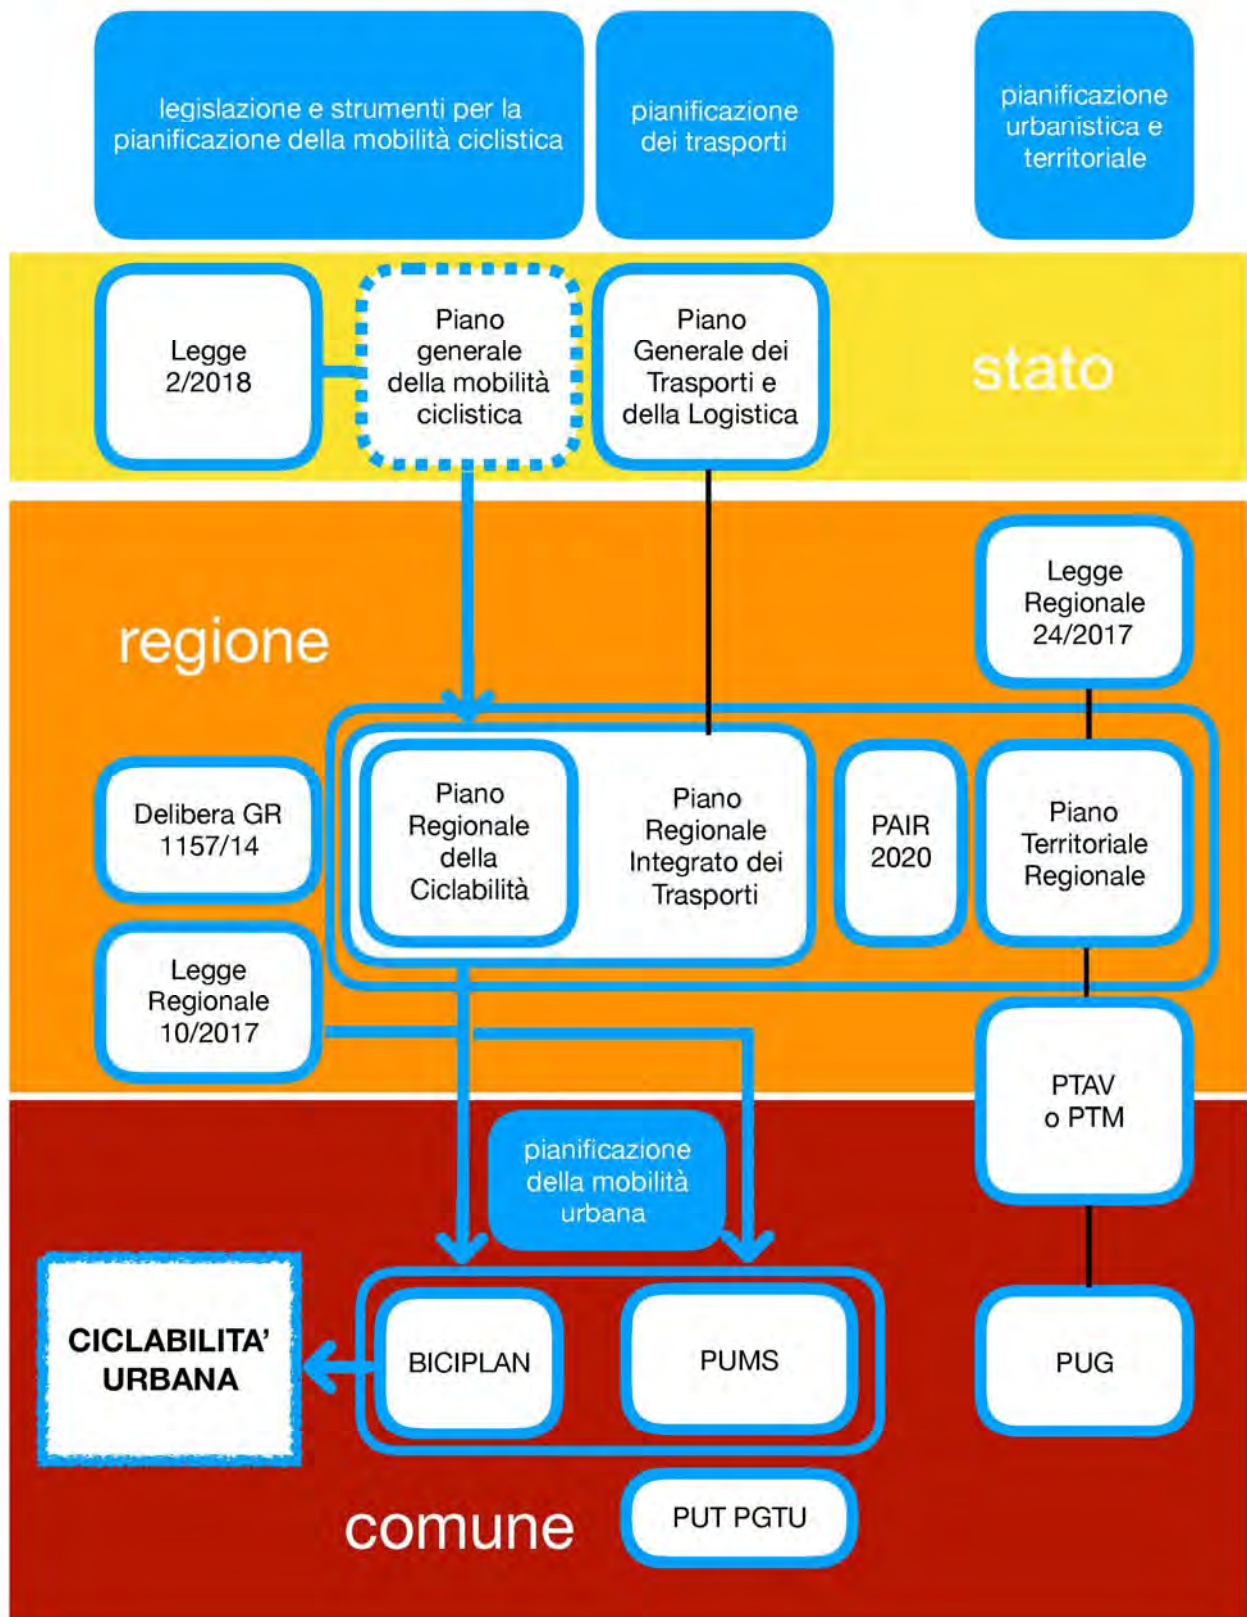 legislazione e strumenti per la
pianificazione della mobilità ciclistica
pianificazione
dei trasporti
pianificazione
urbanistica e
territoriale
Legge
2/2018
Piano
generale
della mobilità
ciclistica
Piano
Generale dei
Trasporti e
della Logistica
stato
regione
Legge
Regionale
24/2017
Delibera GR
1157/14
Piano
Regionale
della
Ciclabilità
Piano
Regionale
Integrato dei
Trasporti
PAIR
2020
Piano
Territoriale
Regionale
Legge
Regionale
10/2017
PTAV
o PTM
pianificazione
della mobilità
urbana
CICLABILITA'
URBANA
BICIPLAN
PUMS
PUG
comune
PUT PGTU